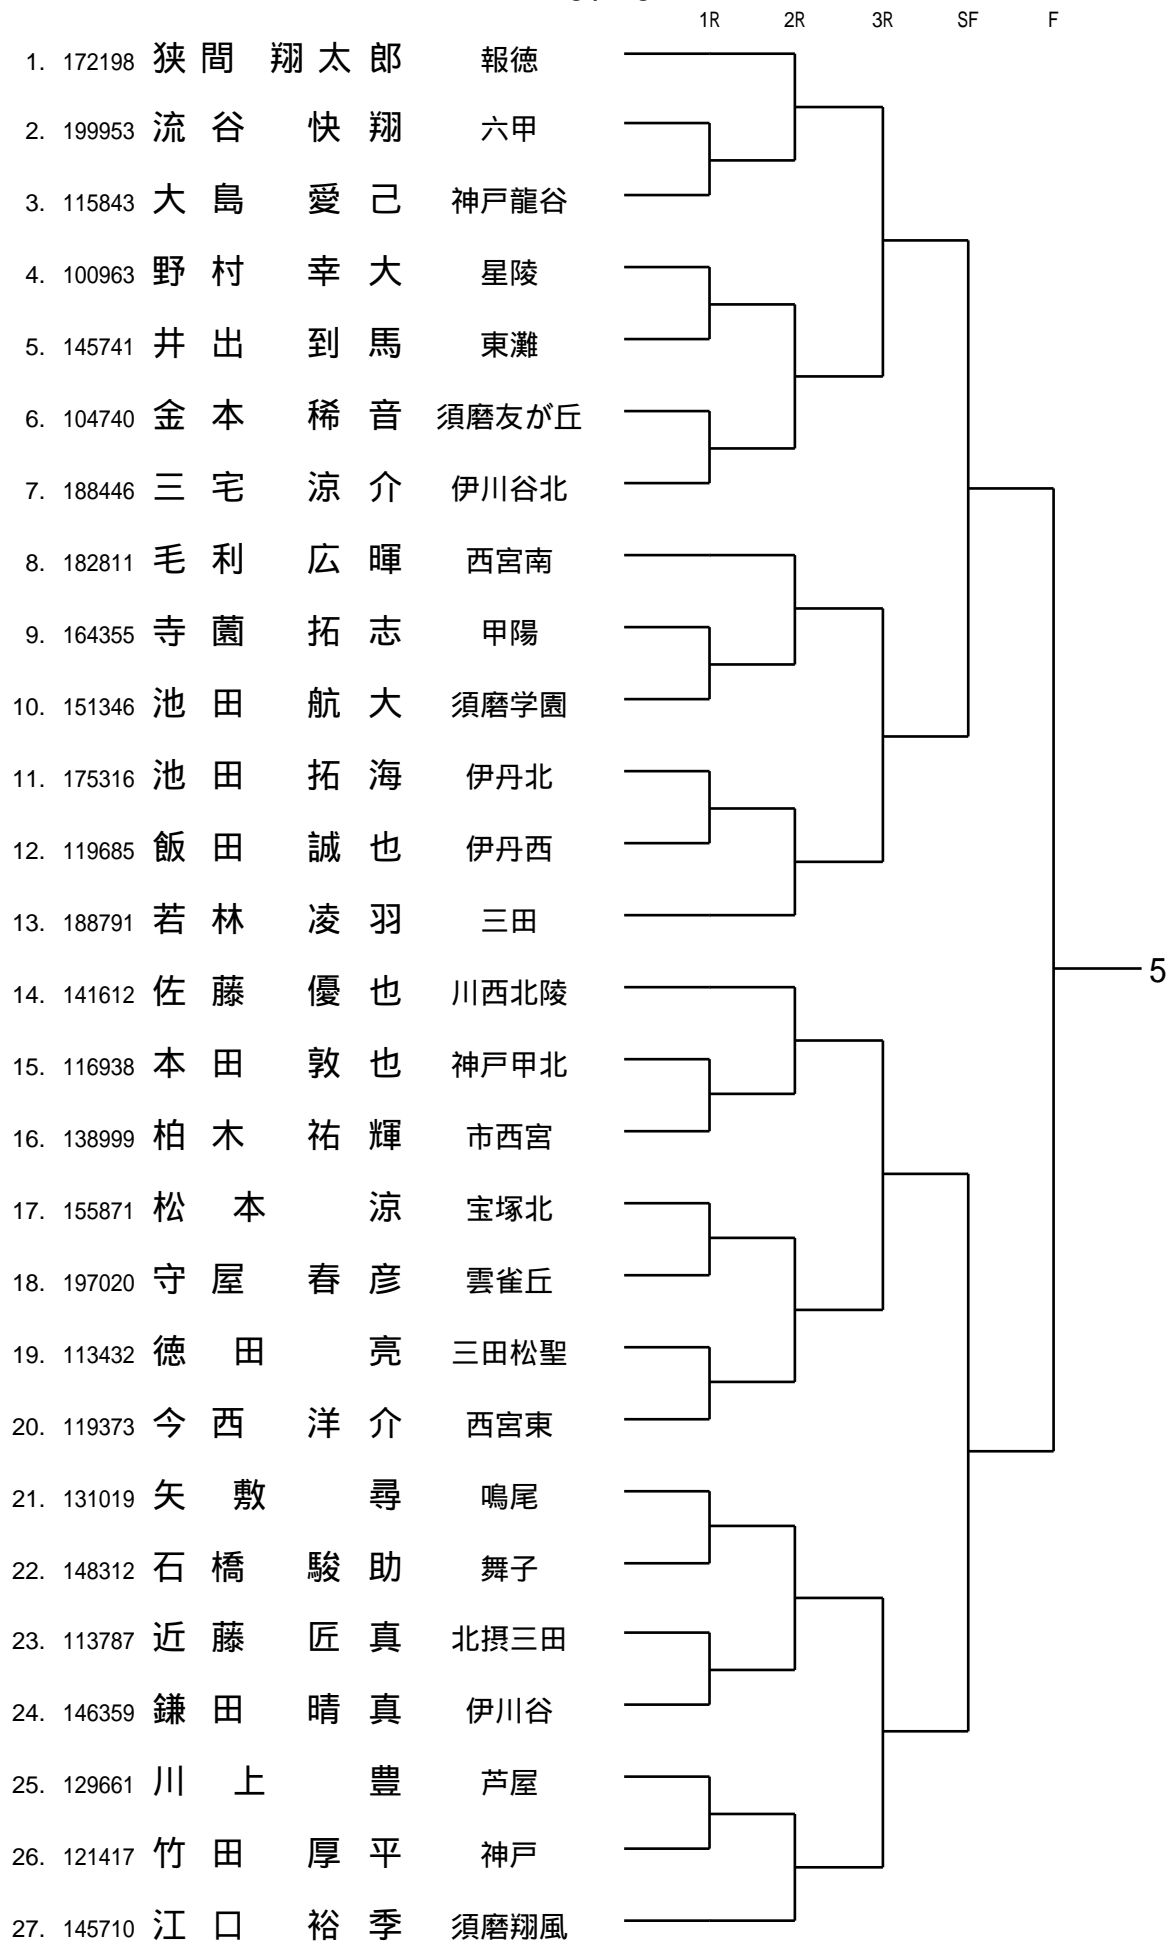 1R 2R 3R SF F
1. 172198 狭間 翔太郎 報徳
2. 199953 流谷 快翔 六甲
3. 115843 大島 愛己 神戸龍谷
4. 100963 野村 幸大 星陵
5. 145741 井出 到馬 東灘
6. 104740 金本 稀音 須磨友が丘
7. 188446 三宅 涼介 伊川谷北
8. 182811 毛利 広暉 西宮南
9. 164355 寺薗 拓志 甲陽
10. 151346 池田 航大 須磨学園
11. 175316 池田 拓海 伊丹北
12. 119685 飯田 誠也 伊丹西
13. 188791 若林 凌羽 三田
5
14. 141612 佐藤 優也 川西北陵
15. 116938 本田 敦也 神戸甲北
16. 138999 柏木 祐輝 市西宮
17. 155871 松本 涼 宝塚北
18. 197020 守屋 春彦 雲雀丘
19. 113432 徳田 亮 三田松聖
20. 119373 今西 洋介 西宮東
21. 131019 矢敷 尋 鳴尾
22. 148312 石橋 駿助 舞子
23. 113787 近藤 匠真 北摂三田
24. 146359 鎌田 晴真 伊川谷
25. 129661 川上 豊 芦屋
26. 121417 竹田 厚平 神戸
27. 145710 江口 裕季 須磨翔風